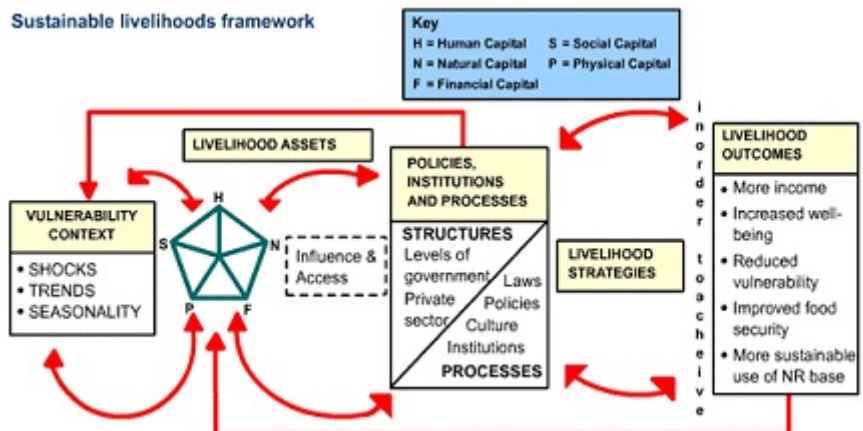 Sustainable livelihoods framework
Key
H = Human Capital S = Social Capital
N = Natural Capital P = Physical Capital
F = Financial Capital
LIVELIHOOD ASSETS
VULNERABILITY
CONTEXT
• SHOCKS
• TRENDS
• SEASONALITY
H
S
N
P
F
Influence &
Access
POLICIES,
INSTITUTIONS
AND PROCESSES
STRUCTURES
Levels of
government
Private
sector
Laws
Policies
Culture
Institutions
PROCESSES
LIVELIHOOD
STRATEGIES
inorder toacheive
LIVELIHOOD
OUTCOMES
• More income
• Increased well-
being
• Reduced
vulnerability
• Improved food
security
• More sustainable
use of NR base